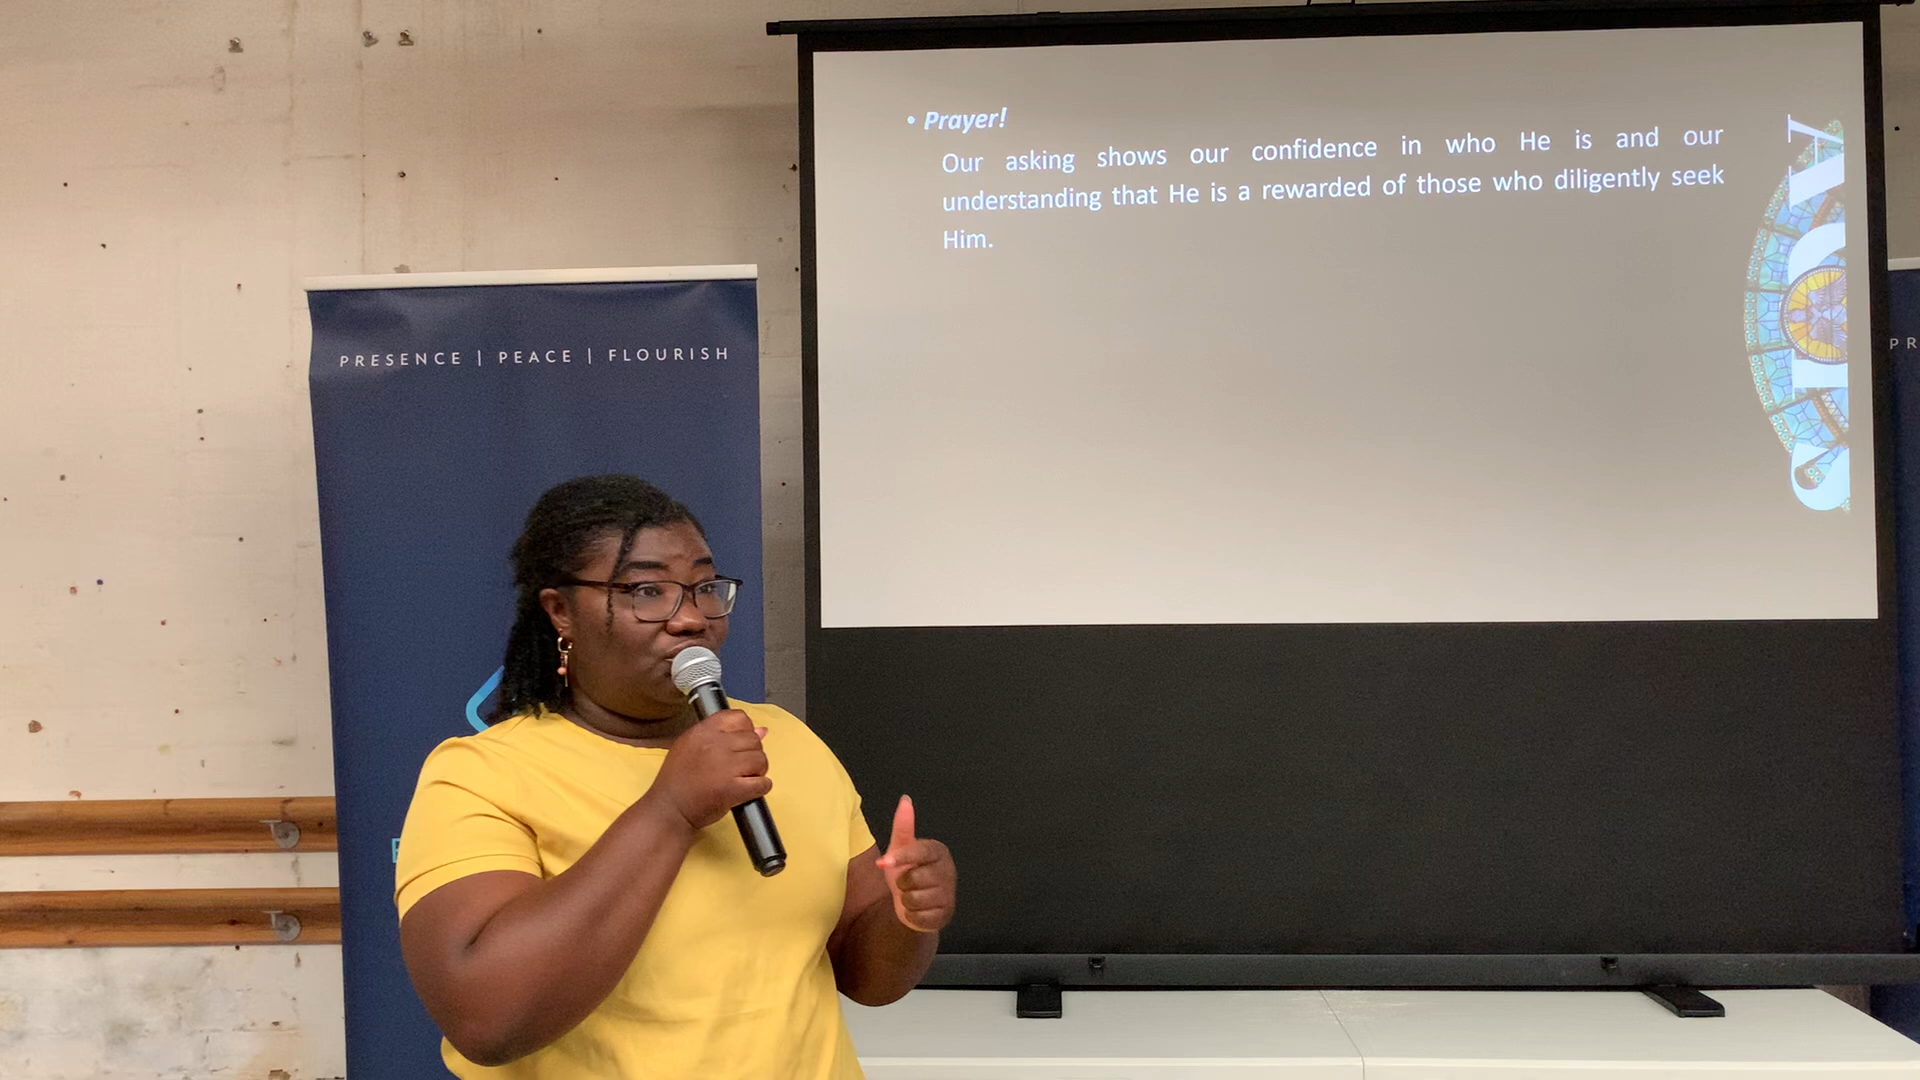 • Prayer!
Our asking shows our confidence in who He is and our
understanding that He is a rewarded of those who diligently seek
Him.
PRESENCE | PEACE | FLOURISH
PR